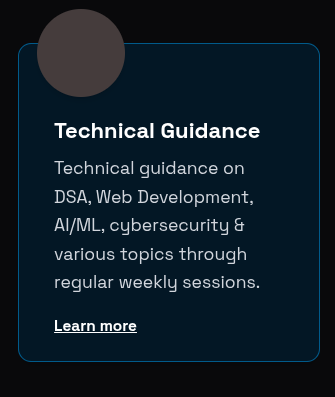 Technical Guidance
Technical guidance on
DSA, Web Development,
AI/ML, cybersecurity &
various topics through
regular weekly sessions.
Learn more